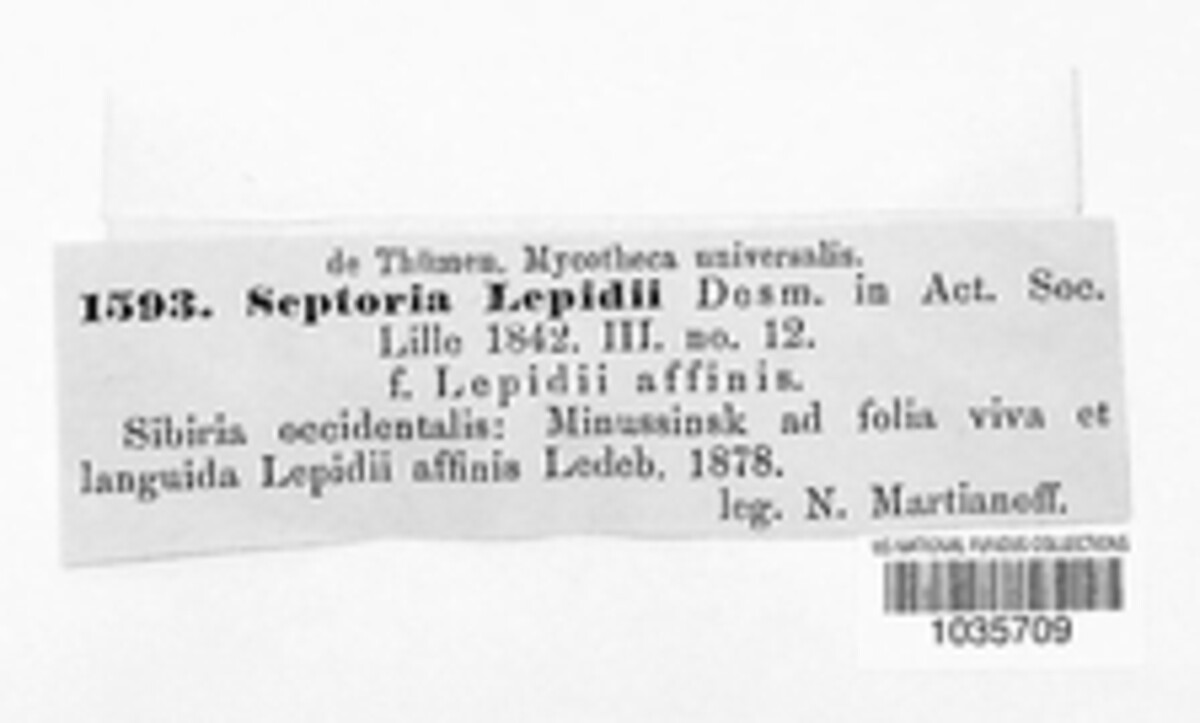 de Thümen. Mycotheca universalis.
1593. Septoria Lepidii Desm. in Act. Soc.
Lille 1842. III. no. 12.
f. Lepidii affinis.
Sibiria occidentalis: Minussinsk ad folia viva et
languida Lepidii affinis Ledeb. 1878.
leg. N. Martianoff.
US NATIONAL FUNGUS COLLECTIONS
1035709